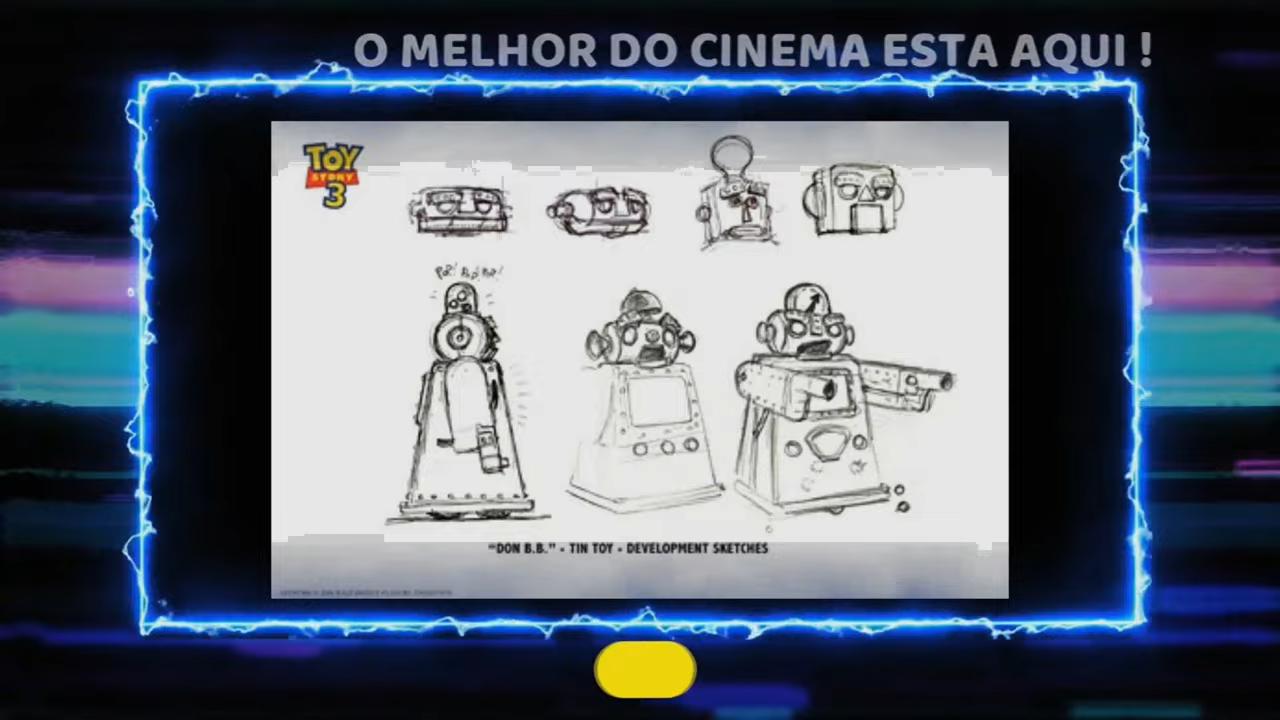 O MELHOR DO CINEMA ESTA AQUI !
TOY
STORY
3
POP! POP! POP!
"DON B.B." - TIN TOY - DEVELOPMENT SKETCHES